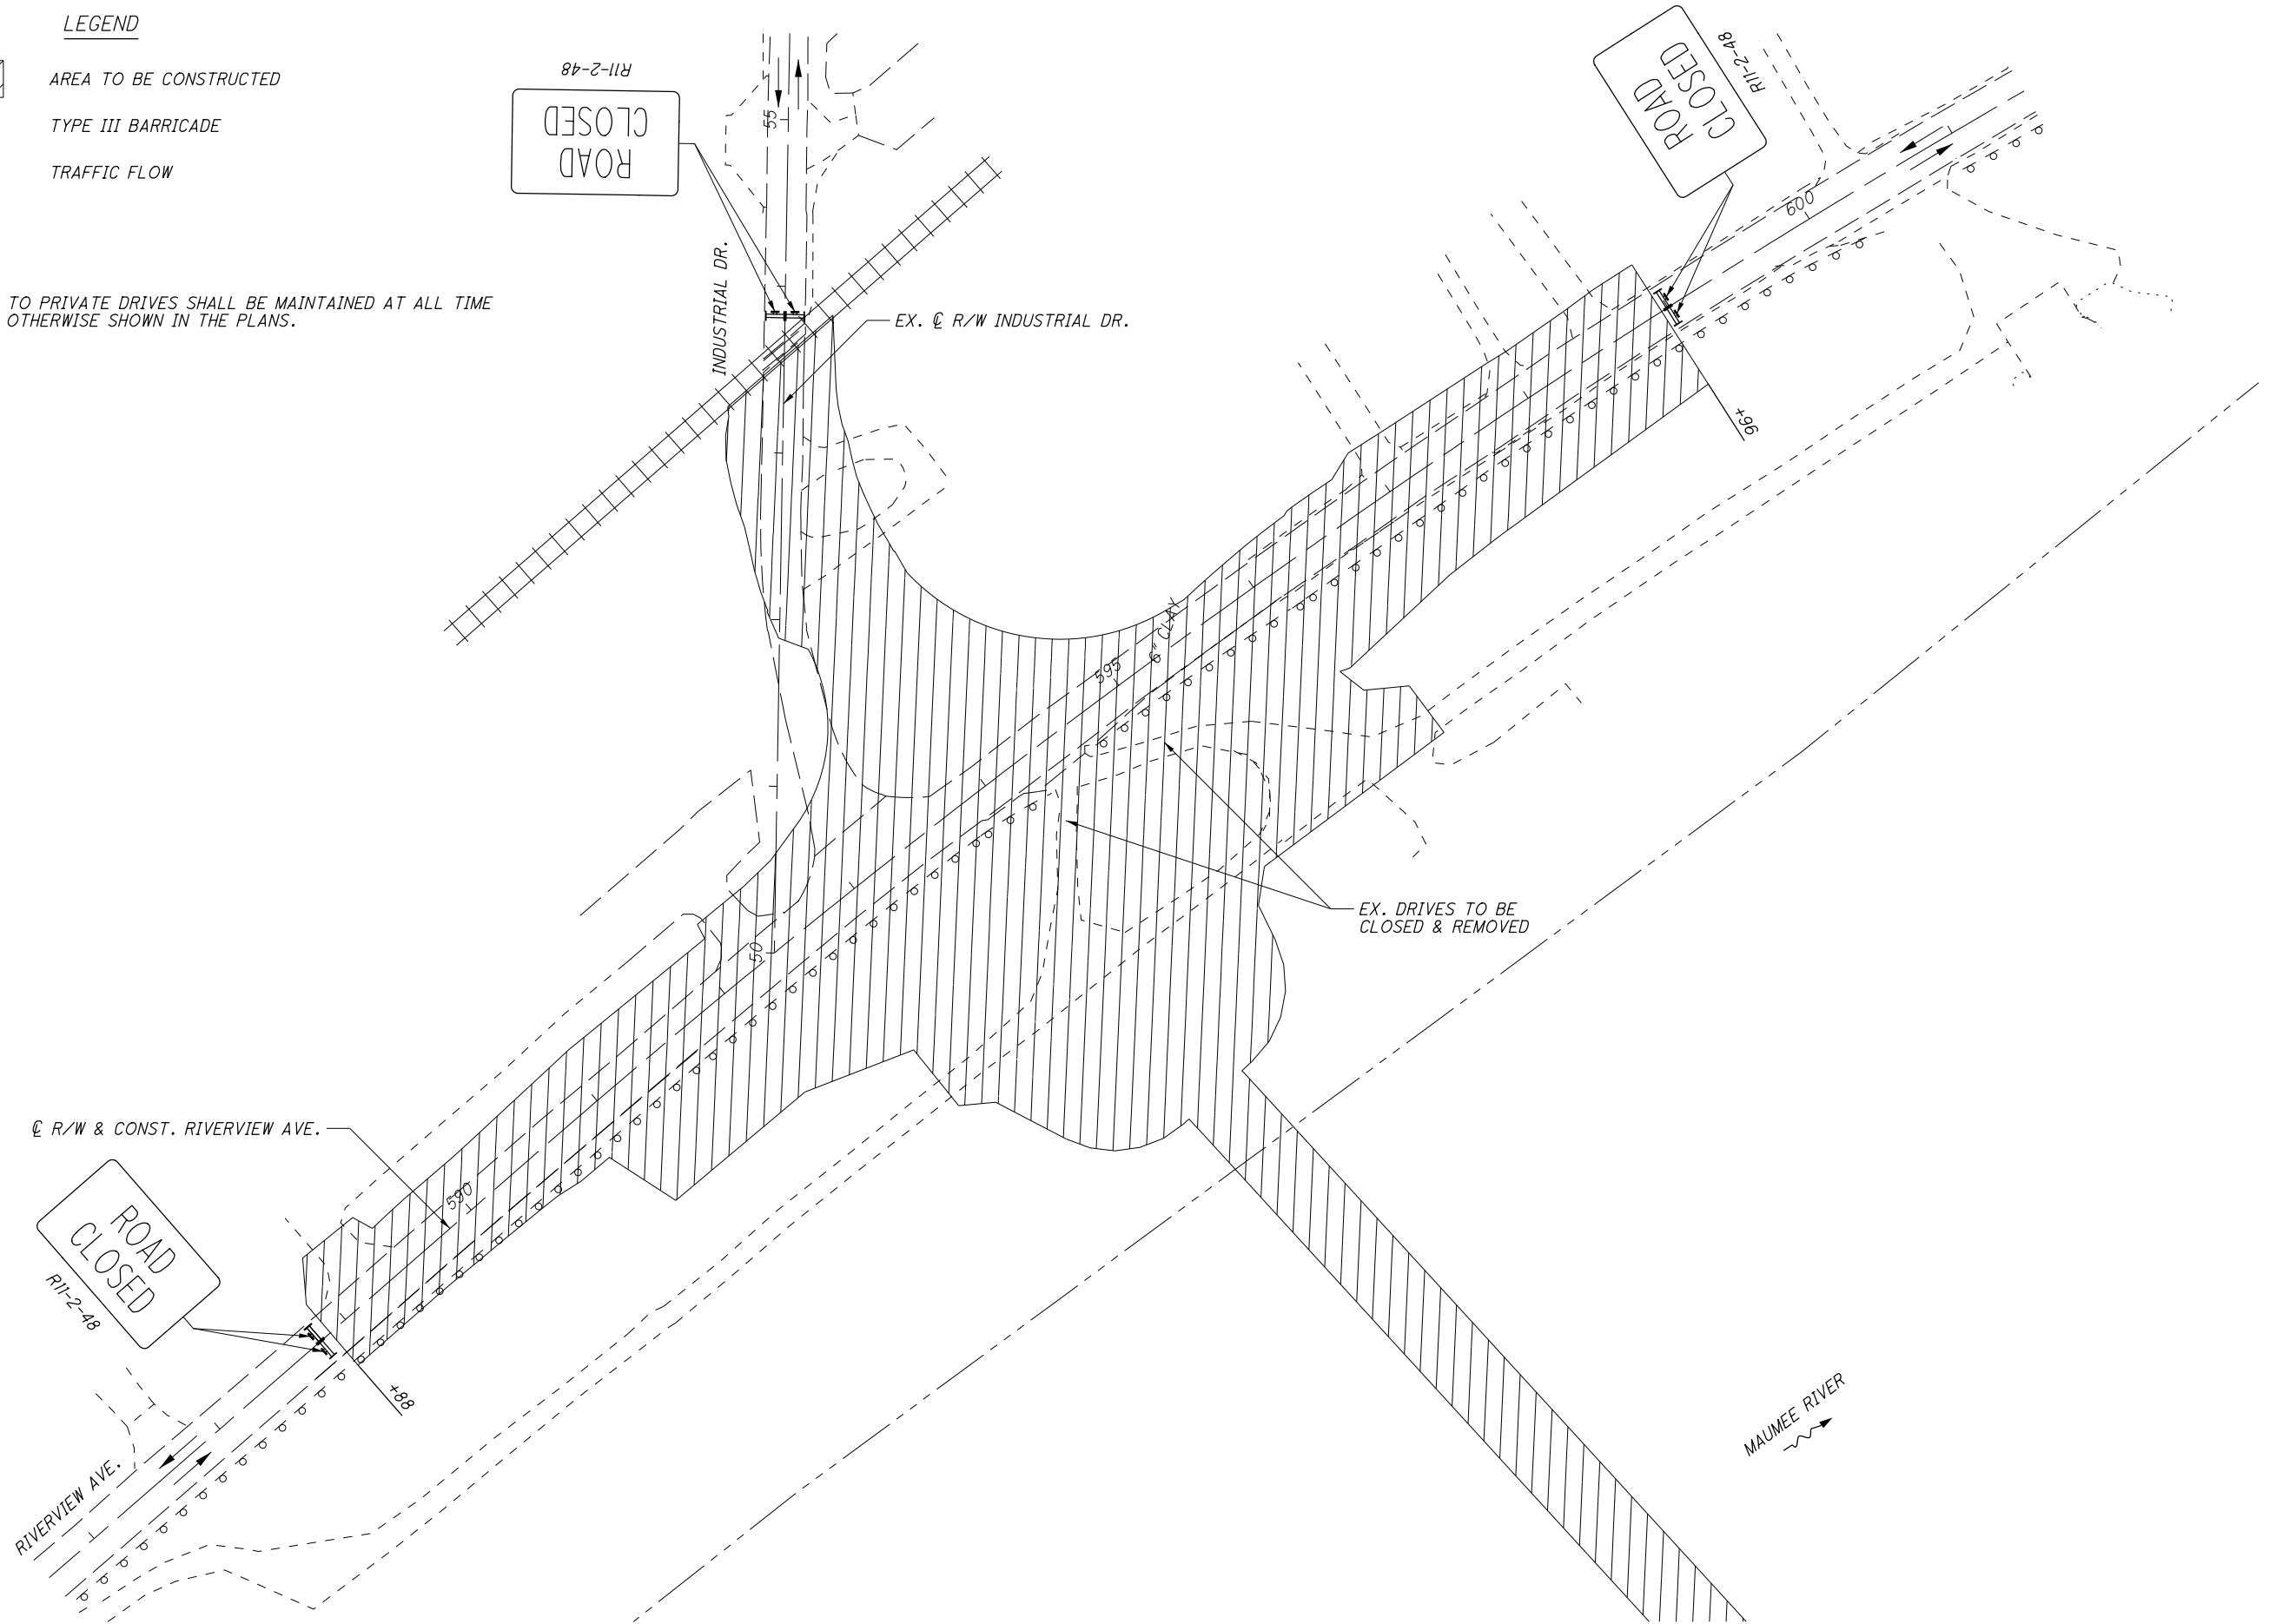 LEGEND
AREA TO BE CONSTRUCTED
TYPE III BARRICADE
TRAFFIC FLOW
TO PRIVATE DRIVES SHALL BE MAINTAINED AT ALL TIME
OTHERWISE SHOWN IN THE PLANS.
R11-2-48
ROAD
CLOSED
55
INDUSTRIAL DR.
EX. ℄ R/W INDUSTRIAL DR.
ROAD
CLOSED
R11-2-48
600
96+
595
6" CLAY
EX. DRIVES TO BE
CLOSED & REMOVED
50
℄ R/W & CONST. RIVERVIEW AVE.
590
ROAD
CLOSED
R11-2-48
+88
RIVERVIEW AVE.
MAUMEE RIVER